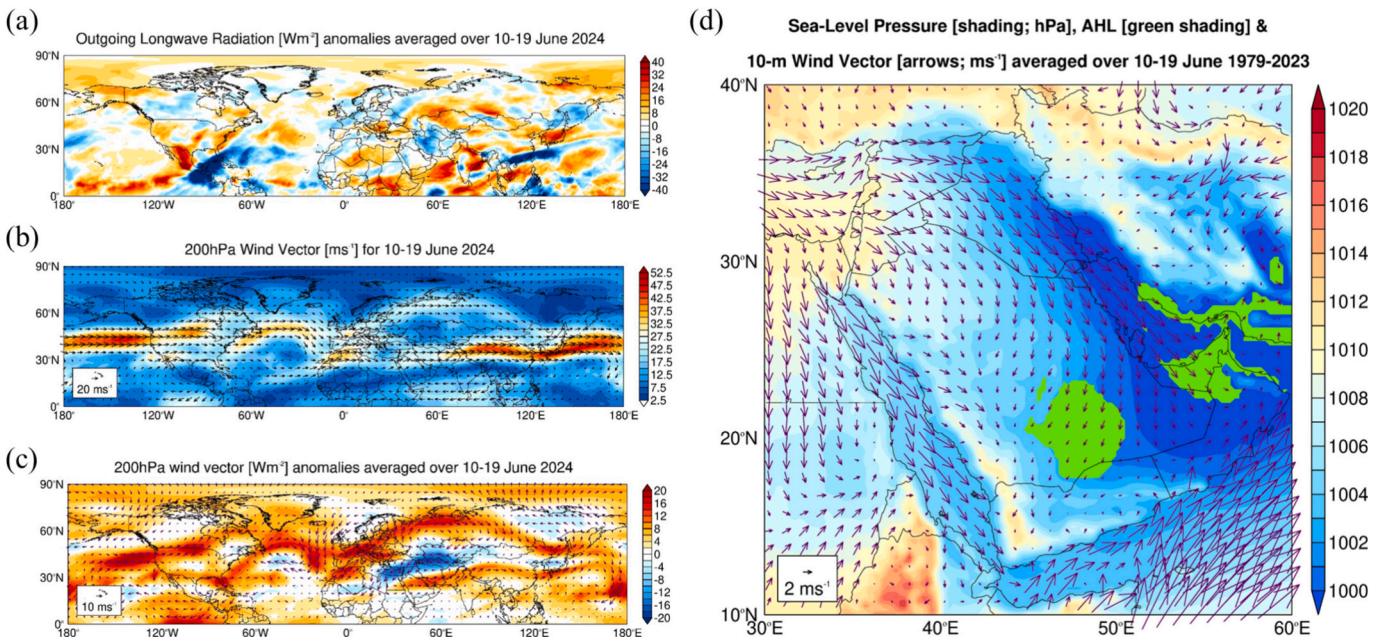 (a)
Outgoing Longwave Radiation [Wm⁻²] anomalies averaged over 10-19 June 2024
90°N
60°N
30°N
0°
180°
120°W
60°W
0°
60°E
120°E
180°E
40
32
24
16
8
0
-8
-16
-24
-32
-40
(b)
200hPa Wind Vector [ms⁻¹] for 10-19 June 2024
90°N
60°N
30°N
0°
20 ms⁻¹
180°
120°W
60°W
0°
60°E
120°E
180°E
52.5
47.5
42.5
37.5
32.5
27.5
22.5
17.5
12.5
7.5
2.5
(c)
200hPa wind vector [Wm⁻²] anomalies averaged over 10-19 June 2024
90°N
60°N
30°N
0°
10 ms⁻¹
180°
120°W
60°W
0°
60°E
120°E
180°E
20
16
12
8
4
0
-4
-8
-12
-16
-20
(d)
Sea-Level Pressure [shading; hPa], AHL [green shading] &
10-m Wind Vector [arrows; ms⁻¹] averaged over 10-19 June 1979-2023
40°N
30°N
20°N
10°N
2 ms⁻¹
30°E
40°E
50°E
60°E
1020
1018
1016
1014
1012
1010
1008
1006
1004
1002
1000